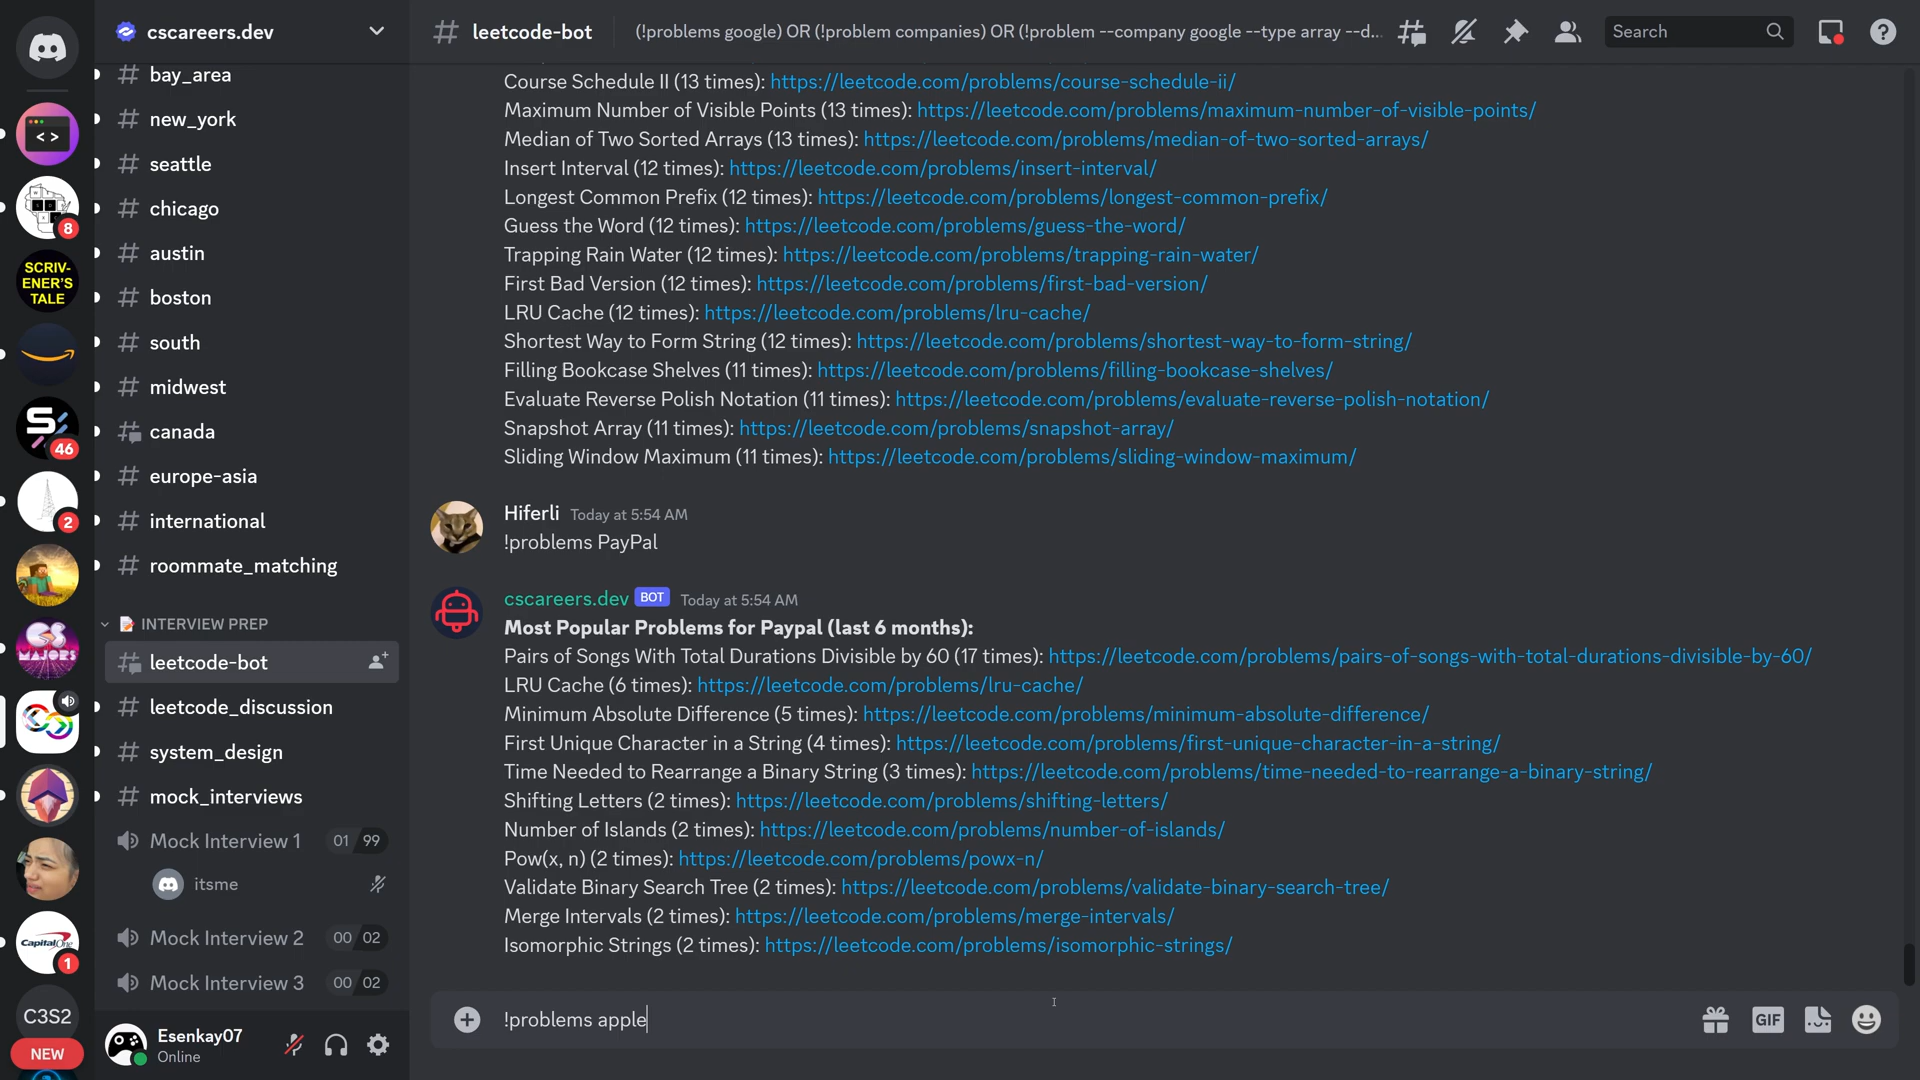 cscareers.dev
leetcode-bot
(!problems google) OR (!problem companies) OR (!problem --company google --type array --d...
Search
bay_area
new_york
seattle
chicago
austin
boston
south
midwest
canada
europe-asia
international
roommate_matching
INTERVIEW PREP
leetcode-bot
leetcode_discussion
system_design
mock_interviews
Mock Interview 1 01 99
itsme
Mock Interview 2 00 02
Mock Interview 3 00 02
Esenkay07
Online
8
SCRIV-
ENER'S
TALE
46
2
CS
MAJORS
Capital One
1
C3S2
NEW
Course Schedule II (13 times): https://leetcode.com/problems/course-schedule-ii/
Maximum Number of Visible Points (13 times): https://leetcode.com/problems/maximum-number-of-visible-points/
Median of Two Sorted Arrays (13 times): https://leetcode.com/problems/median-of-two-sorted-arrays/
Insert Interval (12 times): https://leetcode.com/problems/insert-interval/
Longest Common Prefix (12 times): https://leetcode.com/problems/longest-common-prefix/
Guess the Word (12 times): https://leetcode.com/problems/guess-the-word/
Trapping Rain Water (12 times): https://leetcode.com/problems/trapping-rain-water/
First Bad Version (12 times): https://leetcode.com/problems/first-bad-version/
LRU Cache (12 times): https://leetcode.com/problems/lru-cache/
Shortest Way to Form String (12 times): https://leetcode.com/problems/shortest-way-to-form-string/
Filling Bookcase Shelves (11 times): https://leetcode.com/problems/filling-bookcase-shelves/
Evaluate Reverse Polish Notation (11 times): https://leetcode.com/problems/evaluate-reverse-polish-notation/
Snapshot Array (11 times): https://leetcode.com/problems/snapshot-array/
Sliding Window Maximum (11 times): https://leetcode.com/problems/sliding-window-maximum/
Hiferli Today at 5:54 AM
!problems PayPal
cscareers.dev BOT Today at 5:54 AM
Most Popular Problems for Paypal (last 6 months):
Pairs of Songs With Total Durations Divisible by 60 (17 times): https://leetcode.com/problems/pairs-of-songs-with-total-durations-divisible-by-60/
LRU Cache (6 times): https://leetcode.com/problems/lru-cache/
Minimum Absolute Difference (5 times): https://leetcode.com/problems/minimum-absolute-difference/
First Unique Character in a String (4 times): https://leetcode.com/problems/first-unique-character-in-a-string/
Time Needed to Rearrange a Binary String (3 times): https://leetcode.com/problems/time-needed-to-rearrange-a-binary-string/
Shifting Letters (2 times): https://leetcode.com/problems/shifting-letters/
Number of Islands (2 times): https://leetcode.com/problems/number-of-islands/
Pow(x, n) (2 times): https://leetcode.com/problems/powx-n/
Validate Binary Search Tree (2 times): https://leetcode.com/problems/validate-binary-search-tree/
Merge Intervals (2 times): https://leetcode.com/problems/merge-intervals/
Isomorphic Strings (2 times): https://leetcode.com/problems/isomorphic-strings/
!problems apple
GIF